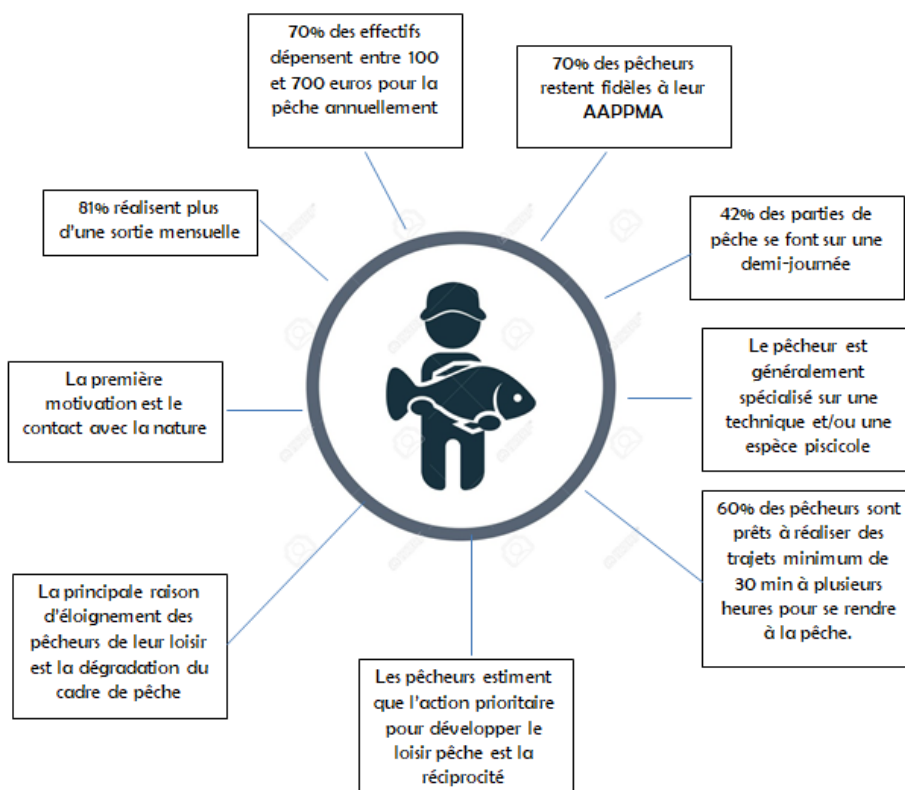 70% des effectifs
dépensent entre 100
et 700 euros pour la
pêche annuellement
70% des pêcheurs
restent fidèles à leur
AAPPMA
81% réalisent plus
d'une sortie mensuelle
42% des parties de
pêche se font sur une
demi-journée
La première
motivation est le
contact avec la nature
Le pêcheur est
généralement
spécialisé sur une
technique et/ou une
espèce piscicole
60% des pêcheurs sont
prêts à réaliser des
trajets minimum de
30 min à plusieurs
heures pour se rendre
à la pêche.
La principale raison
d'éloignement des
pêcheurs de leur loisir
est la dégradation du
cadre de pêche
Les pêcheurs estiment
que l'action prioritaire
pour développer le
loisir pêche est la
réciprocité